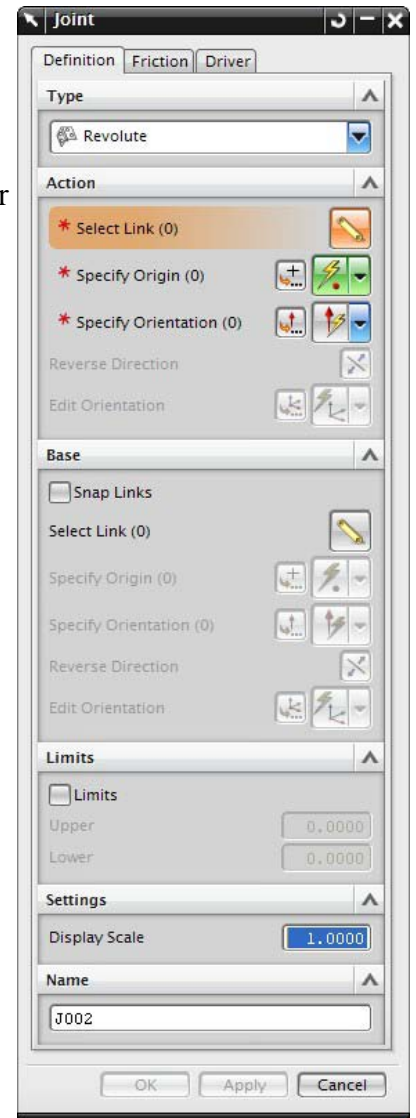 Joint
Definition Friction Driver
Type
Revolute
Action
r
* Select Link (0)
* Specify Origin (0)
* Specify Orientation (0)
Reverse Direction
Edit Orientation
Base
Snap Links
Select Link (0)
Specify Origin (0)
Specify Orientation (0)
Reverse Direction
Edit Orientation
Limits
Limits
Upper 0.0000
Lower 0.0000
Settings
Display Scale 1.0000
Name
J002
OK Apply Cancel